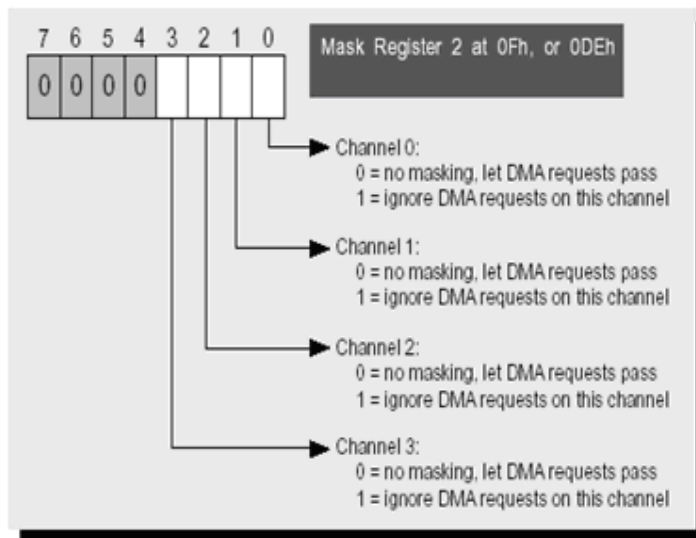 7 6 5 4 3 2 1 0
0 0 0 0
Mask Register 2 at 0Fh, or 0DEh
Channel 0:
0 = no masking, let DMA requests pass
1 = ignore DMA requests on this channel
Channel 1:
0 = no masking, let DMA requests pass
1 = ignore DMA requests on this channel
Channel 2:
0 = no masking, let DMA requests pass
1 = ignore DMA requests on this channel
Channel 3:
0 = no masking, let DMA requests pass
1 = ignore DMA requests on this channel